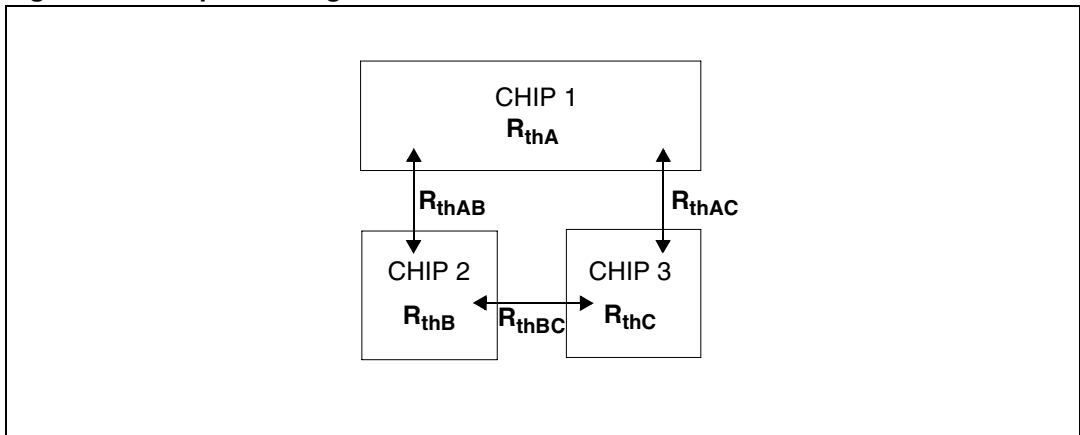 CHIP 1
RthA
RthAB
RthAC
CHIP 2
CHIP 3
RthB
RthBC
RthC